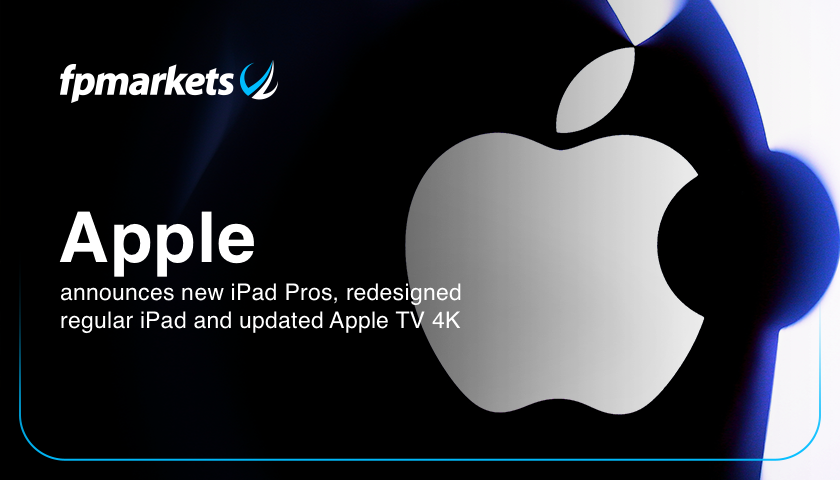 fpmarkets
Apple
announces new iPad Pros, redesigned
regular iPad and updated Apple TV 4K